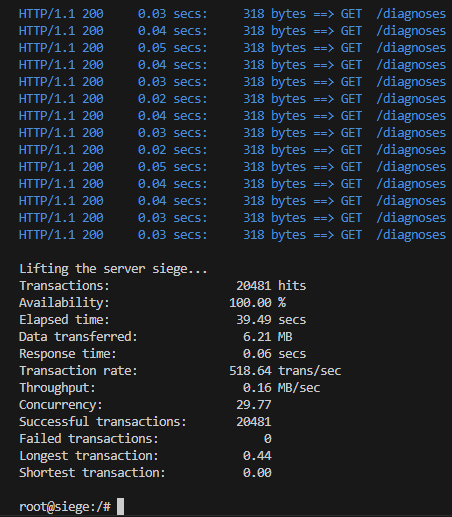 HTTP/1.1 200     0.03 secs:     318 bytes ==> GET  /diagnoses
HTTP/1.1 200     0.04 secs:     318 bytes ==> GET  /diagnoses
HTTP/1.1 200     0.05 secs:     318 bytes ==> GET  /diagnoses
HTTP/1.1 200     0.04 secs:     318 bytes ==> GET  /diagnoses
HTTP/1.1 200     0.03 secs:     318 bytes ==> GET  /diagnoses
HTTP/1.1 200     0.02 secs:     318 bytes ==> GET  /diagnoses
HTTP/1.1 200     0.04 secs:     318 bytes ==> GET  /diagnoses
HTTP/1.1 200     0.03 secs:     318 bytes ==> GET  /diagnoses
HTTP/1.1 200     0.02 secs:     318 bytes ==> GET  /diagnoses
HTTP/1.1 200     0.05 secs:     318 bytes ==> GET  /diagnoses
HTTP/1.1 200     0.04 secs:     318 bytes ==> GET  /diagnoses
HTTP/1.1 200     0.04 secs:     318 bytes ==> GET  /diagnoses
HTTP/1.1 200     0.03 secs:     318 bytes ==> GET  /diagnoses
HTTP/1.1 200     0.03 secs:     318 bytes ==> GET  /diagnoses
Lifting the server siege...
Transactions:                  20481 hits
Availability:                 100.00 %
Elapsed time:                  39.49 secs
Data transferred:               6.21 MB
Response time:                  0.06 secs
Transaction rate:             518.64 trans/sec
Throughput:                     0.16 MB/sec
Concurrency:                   29.77
Successful transactions:       20481
Failed transactions:               0
Longest transaction:            0.44
Shortest transaction:           0.00
root@siege:/#